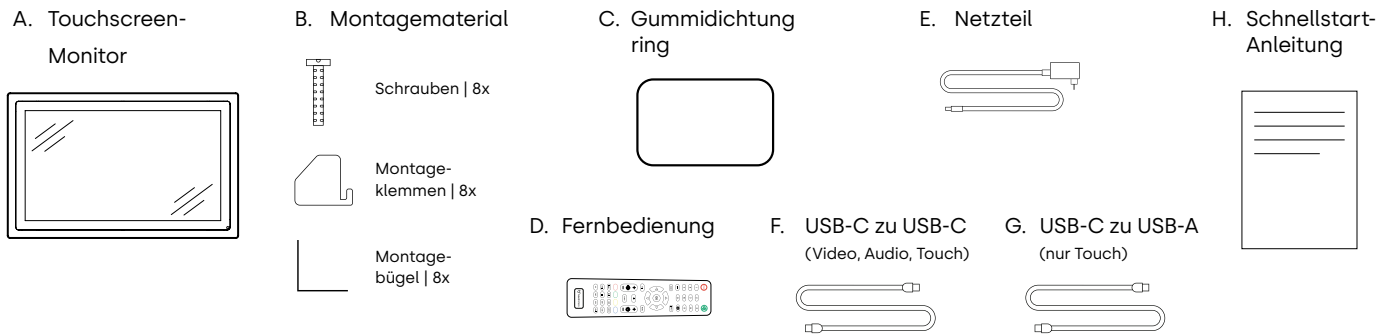 A. Touchscreen-
Monitor
B. Montagematerial
Schrauben | 8x
Montage-
klemmen | 8x
Montage-
bügel | 8x
C. Gummidichtung
ring
D. Fernbedienung
E. Netzteil
F. USB-C zu USB-C
(Video, Audio, Touch)
G. USB-C zu USB-A
(nur Touch)
H. Schnellstart-
Anleitung